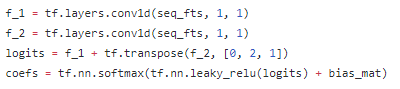 f_1 = tf.layers.conv1d(seq_fts, 1, 1)
f_2 = tf.layers.conv1d(seq_fts, 1, 1)
logits = f_1 + tf.transpose(f_2, [0, 2, 1])
coefs = tf.nn.softmax(tf.nn.leaky_relu(logits) + bias_mat)